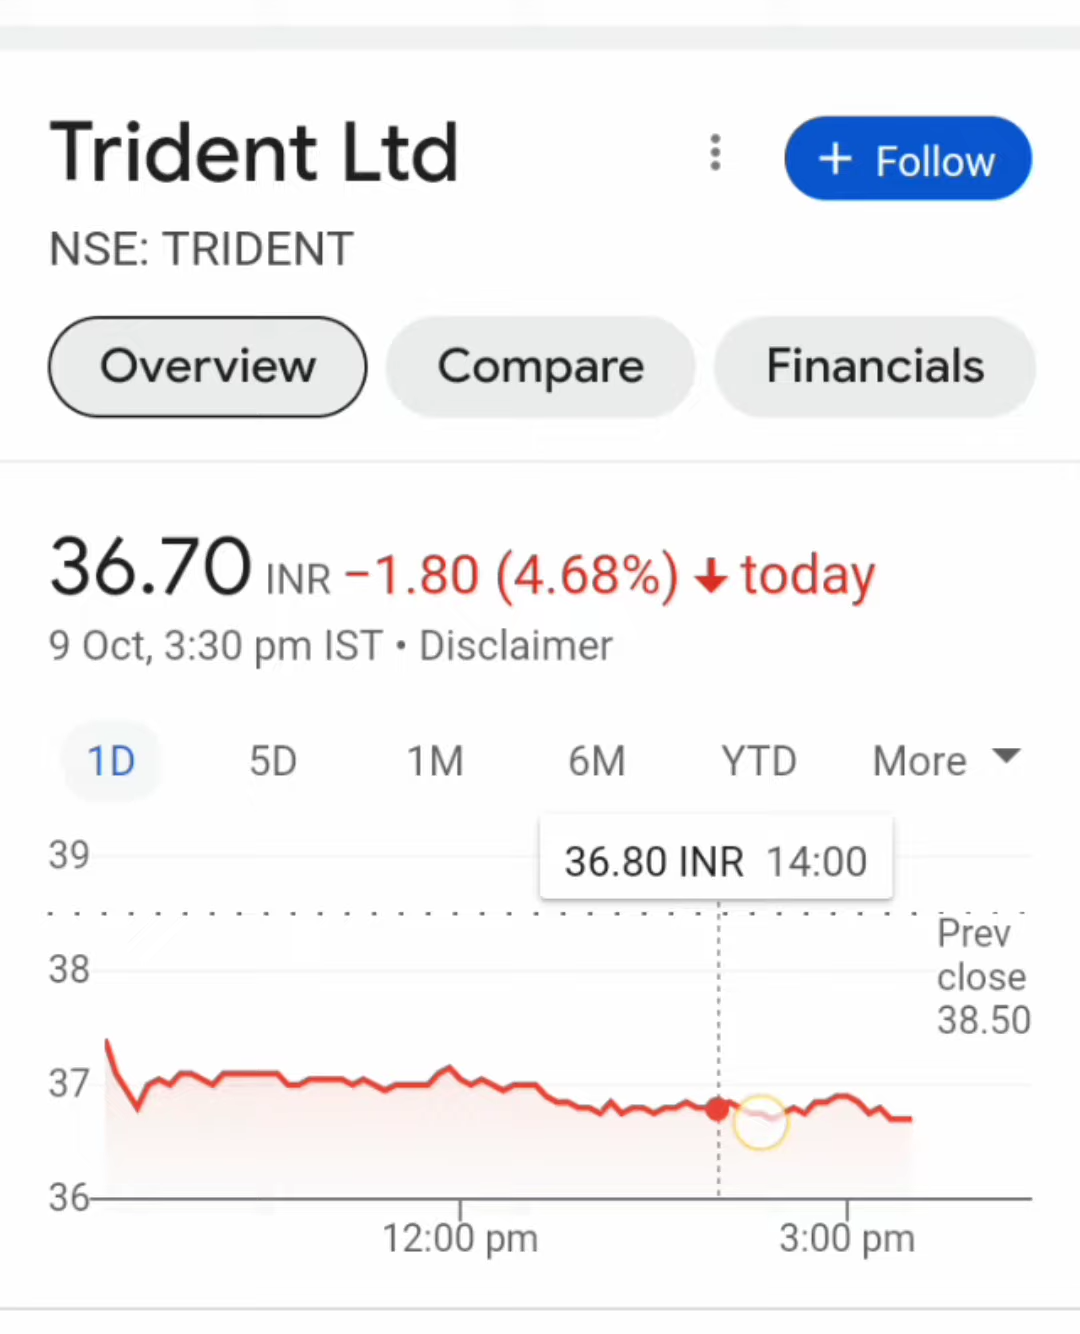 Trident Ltd
+ Follow
NSE: TRIDENT
Overview
Compare
Financials
36.70 INR −1.80 (4.68%) ↓ today
9 Oct, 3:30 pm IST • Disclaimer
1D
5D
1M
6M
YTD
More
36.80 INR 14:00
39
38
37
36
Prev
close
38.50
12:00 pm
3:00 pm